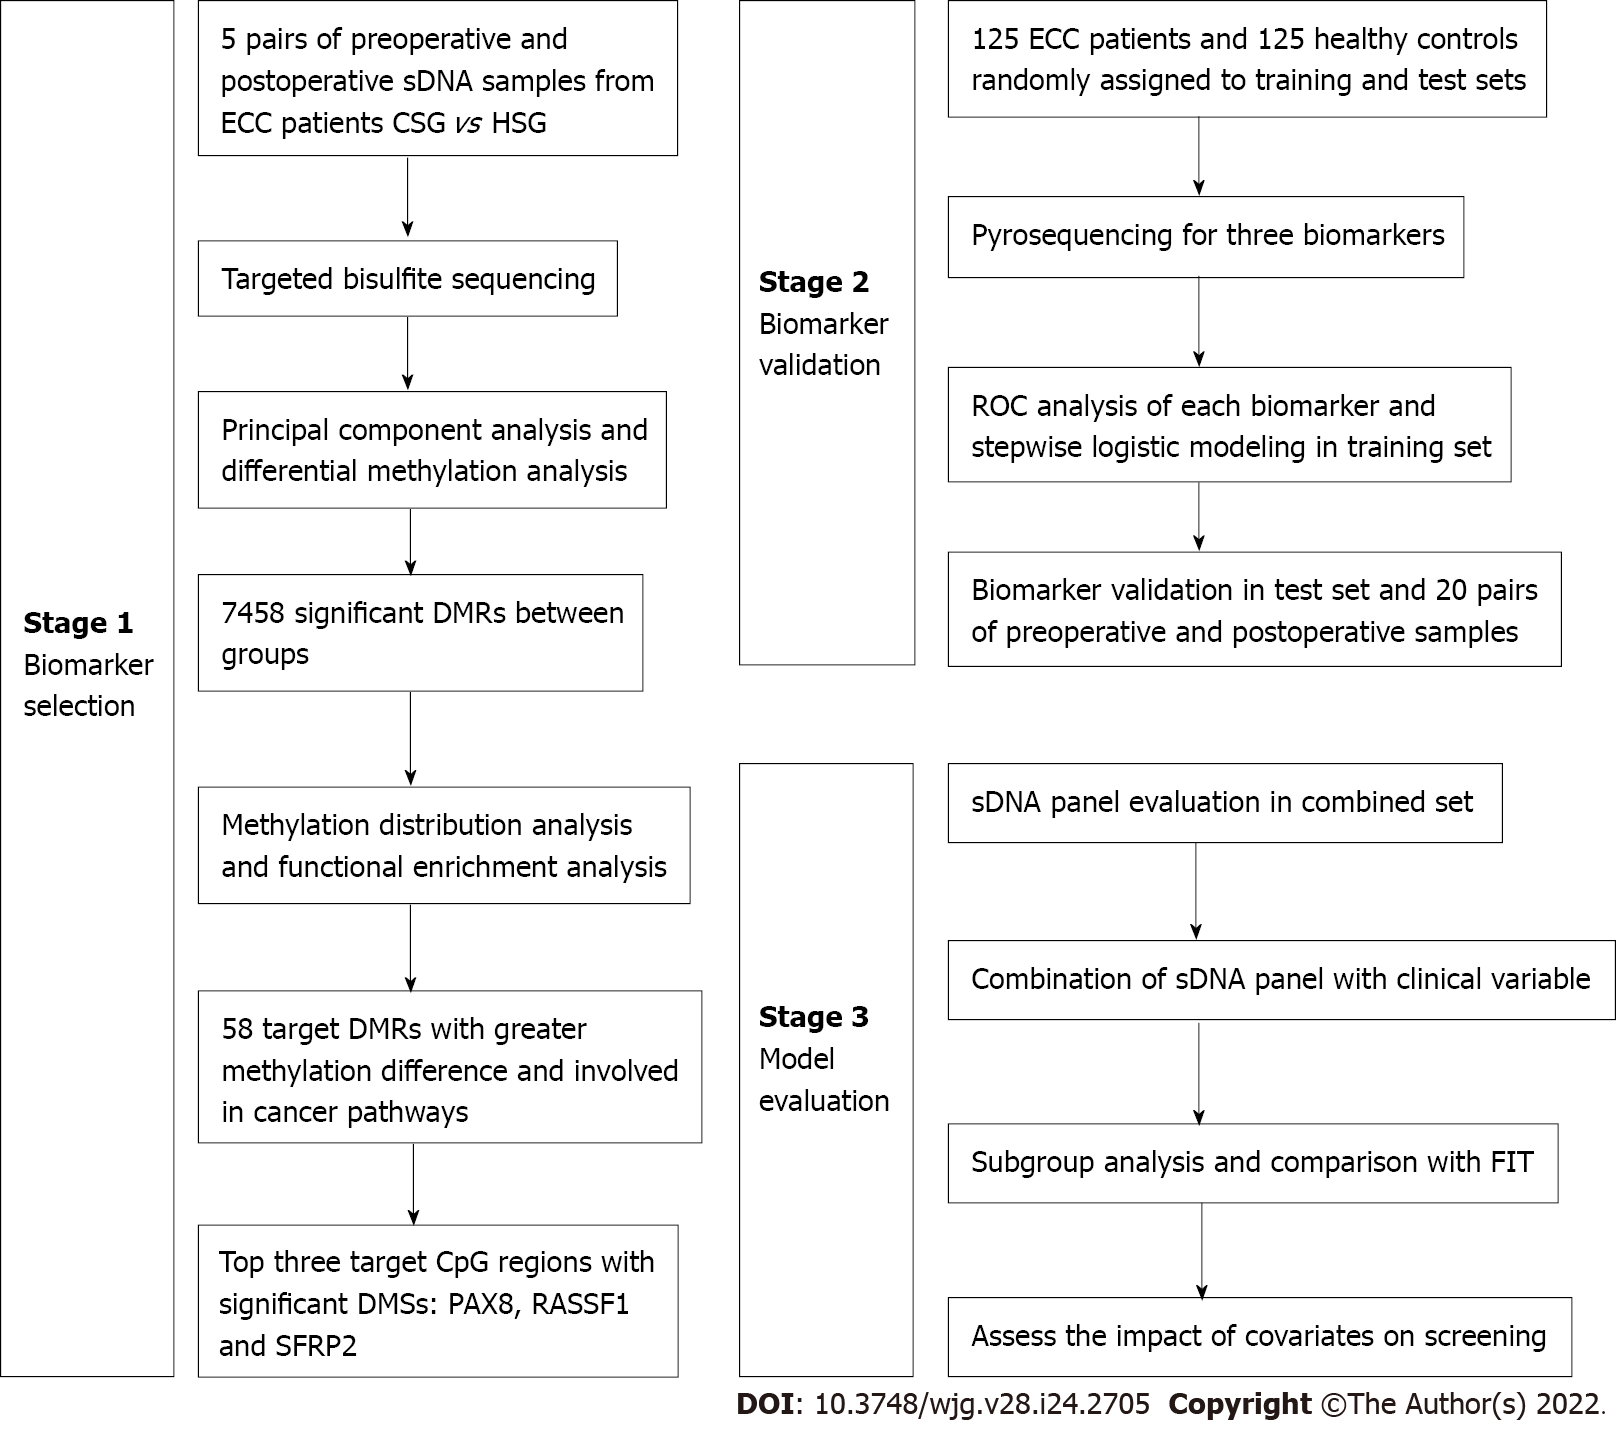 Stage 1
Biomarker
selection
5 pairs of preoperative and
postoperative sDNA samples from
ECC patients CSG vs HSG
Targeted bisulfite sequencing
Principal component analysis and
differential methylation analysis
7458 significant DMRs between
groups
Methylation distribution analysis
and functional enrichment analysis
58 target DMRs with greater
methylation difference and involved
in cancer pathways
Top three target CpG regions with
significant DMSs: PAX8, RASSF1
and SFRP2
Stage 2
Biomarker
validation
125 ECC patients and 125 healthy controls
randomly assigned to training and test sets
Pyrosequencing for three biomarkers
ROC analysis of each biomarker and
stepwise logistic modeling in training set
Biomarker validation in test set and 20 pairs
of preoperative and postoperative samples
Stage 3
Model
evaluation
sDNA panel evaluation in combined set
Combination of sDNA panel with clinical variable
Subgroup analysis and comparison with FIT
Assess the impact of covariates on screening
DOI: 10.3748/wjg.v28.i24.2705 Copyright ©The Author(s) 2022.